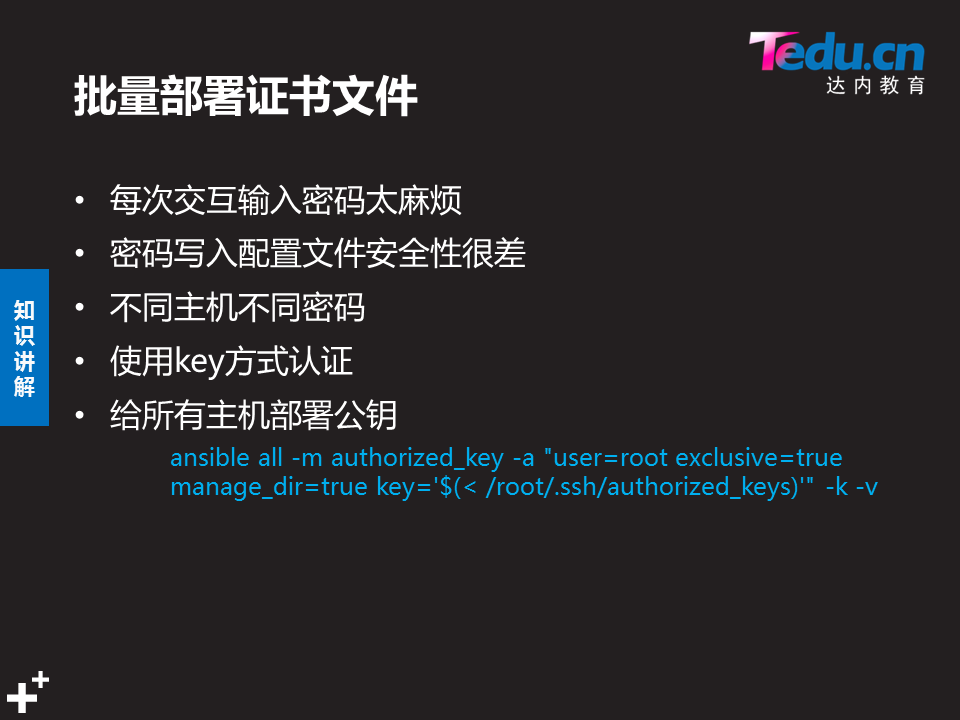 Tedu.cn
达内教育
批量部署证书文件
• 每次交互输入密码太麻烦
• 密码写入配置文件安全性很差
• 不同主机不同密码
• 使用key方式认证
• 给所有主机部署公钥
ansible all -m authorized_key -a "user=root exclusive=true
manage_dir=true key='$(< /root/.ssh/authorized_keys)'" -k -v
知识讲解